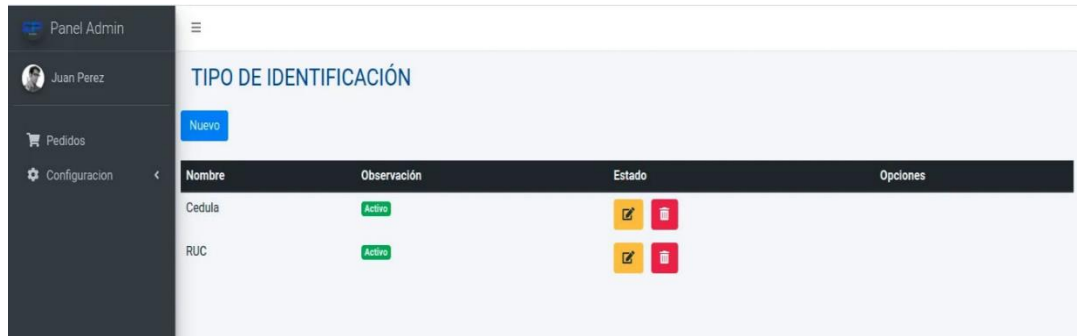 Panel Admin
Juan Perez
TIPO DE IDENTIFICACIÓN
Nuevo
Pedidos
Configuracion
Nombre Observación Estado Opciones
Cedula Activo
RUC Activo